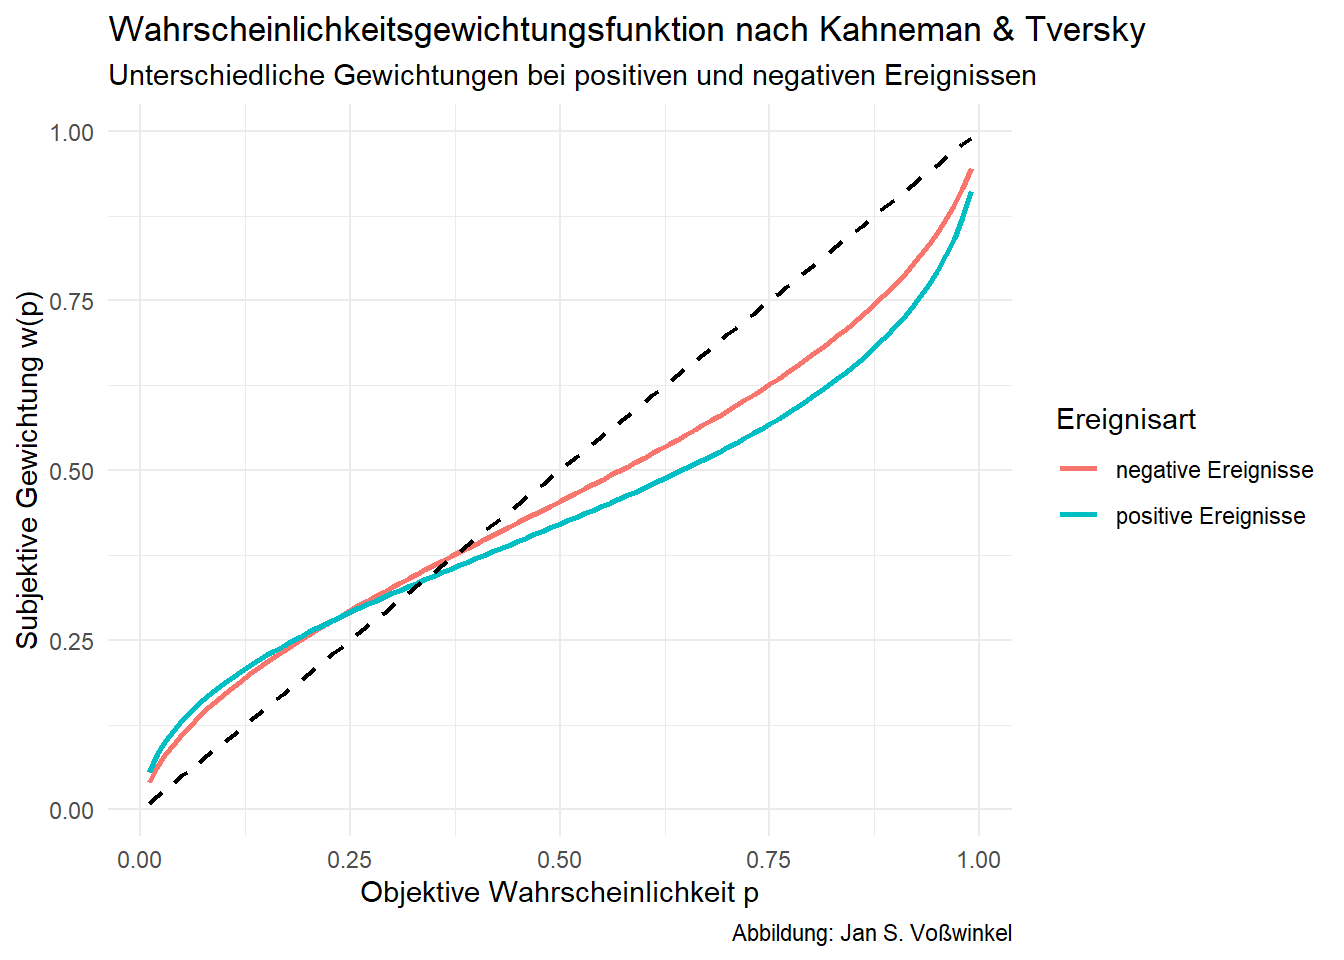 Wahrscheinlichkeitsgewichtungsfunktion nach Kahneman & Tversky
Unterschiedliche Gewichtungen bei positiven und negativen Ereignissen
1.00
0.75
0.50
0.25
0.00
Subjektive Gewichtung w(p)
0.00 0.25 0.50 0.75 1.00
Objektive Wahrscheinlichkeit p
Ereignisart
negative Ereignisse
positive Ereignisse
Abbildung: Jan S. Voßwinkel